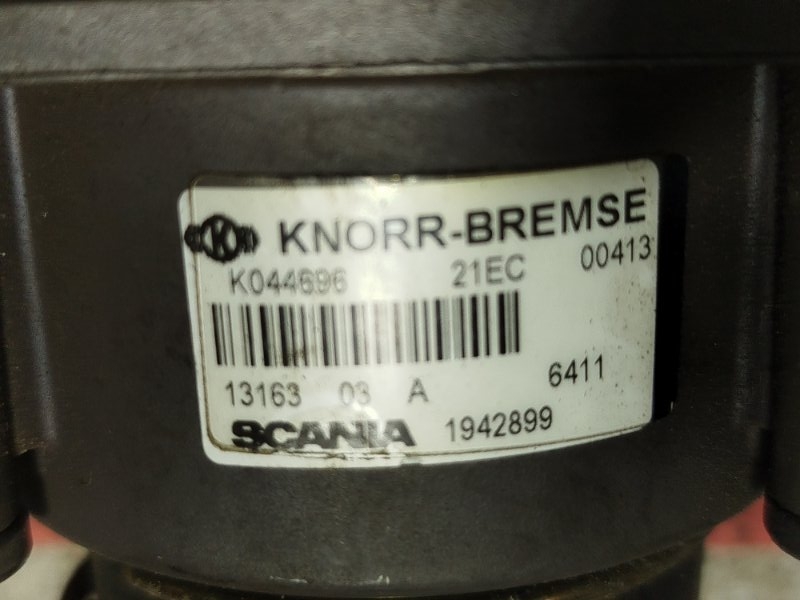 KNORR-BREMSE
K044696 21EC 00413
13163 03 A 6411
SCANIA 1942899